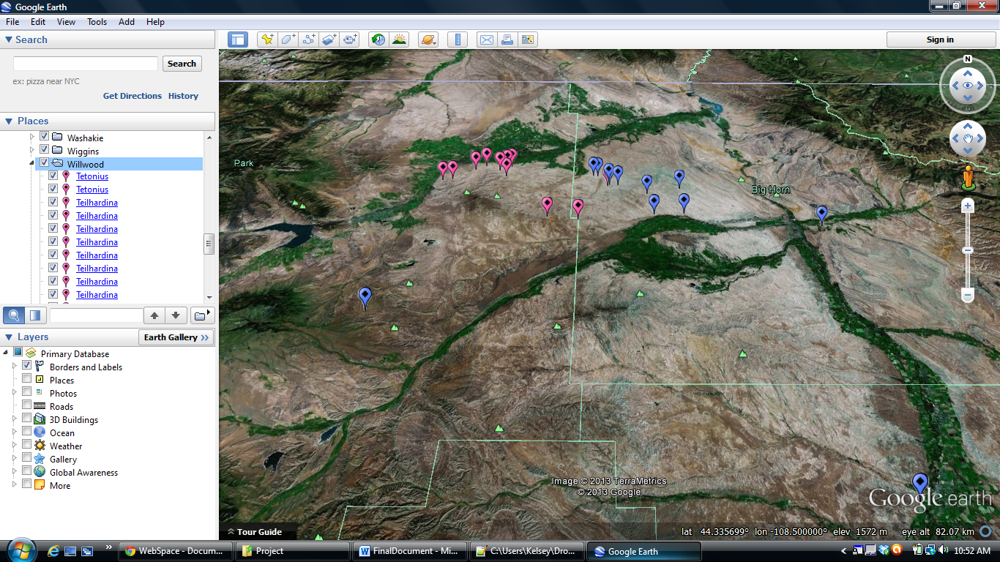 Google Earth
File Edit View Tools Add Help
Search
Search
ex: pizza near NYC
Get Directions History
Places
Washakie
Wiggins
Willwood
Tetonius
Tetonius
Teilhardina
Teilhardina
Teilhardina
Teilhardina
Teilhardina
Teilhardina
Teilhardina
Teilhardina
Layers
Earth Gallery >>
Primary Database
Borders and Labels
Places
Photos
Roads
3D Buildings
Ocean
Weather
Gallery
Global Awareness
More
Sign in
N
Park
Big Horn
Image © 2013 TerraMetrics
© 2013 Google
Google earth
Tour Guide
lat 44.335699° lon -108.500000° elev 1572 m eye alt 82.07 km
WebSpace - Docum...
Project
FinalDocument - Mi...
C:\Users\Kelsey\Dro...
Google Earth
10:52 AM